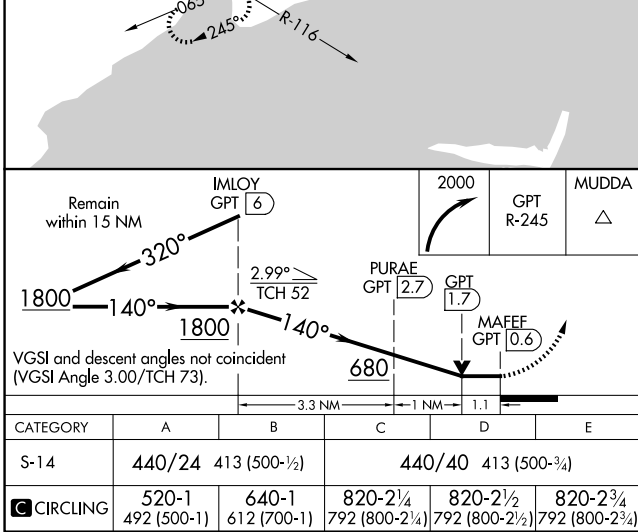 065°
245°
R-116
Remain within 15 NM
IMLOY
GPT 6
2000
GPT R-245
MUDDA
320°
1800
140°
1800
2.99°
TCH 52
140°
PURAE
GPT 2.7
GPT
1.7
MAFEF
GPT 0.6
680
VGSI and descent angles not coincident
(VGSI Angle 3.00/TCH 73).
3.3 NM
1 NM
1.1
CATEGORY A B C D E
S-14 440/24 413 (500-½) 440/40 413 (500-¾)
C CIRCLING 520-1 492 (500-1) 640-1 612 (700-1) 820-2¼ 792 (800-2¼) 820-2½ 792 (800-2½) 820-2¾ 792 (800-2¾)